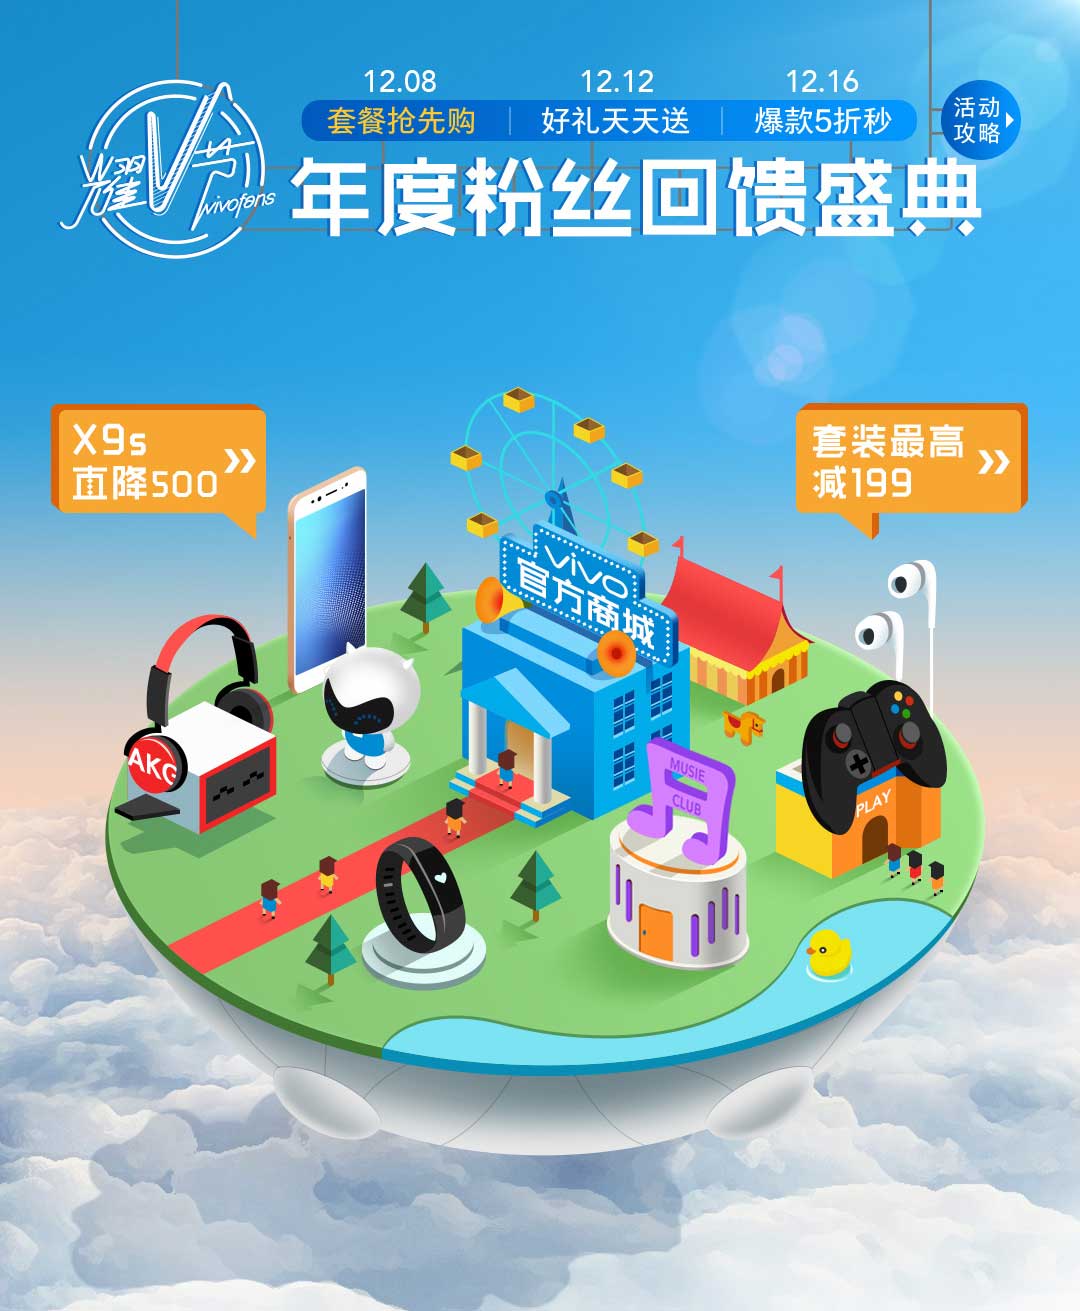 12.08
12.12
12.16
套餐抢先购
好礼天天送
爆款5折秒
活动
攻略
耀V号
vivofans
年度粉丝回馈盛典
X9s
直降500
套装最高
减199
vivo
官方商城
AKG
MUSIE
CLUB
PLAY